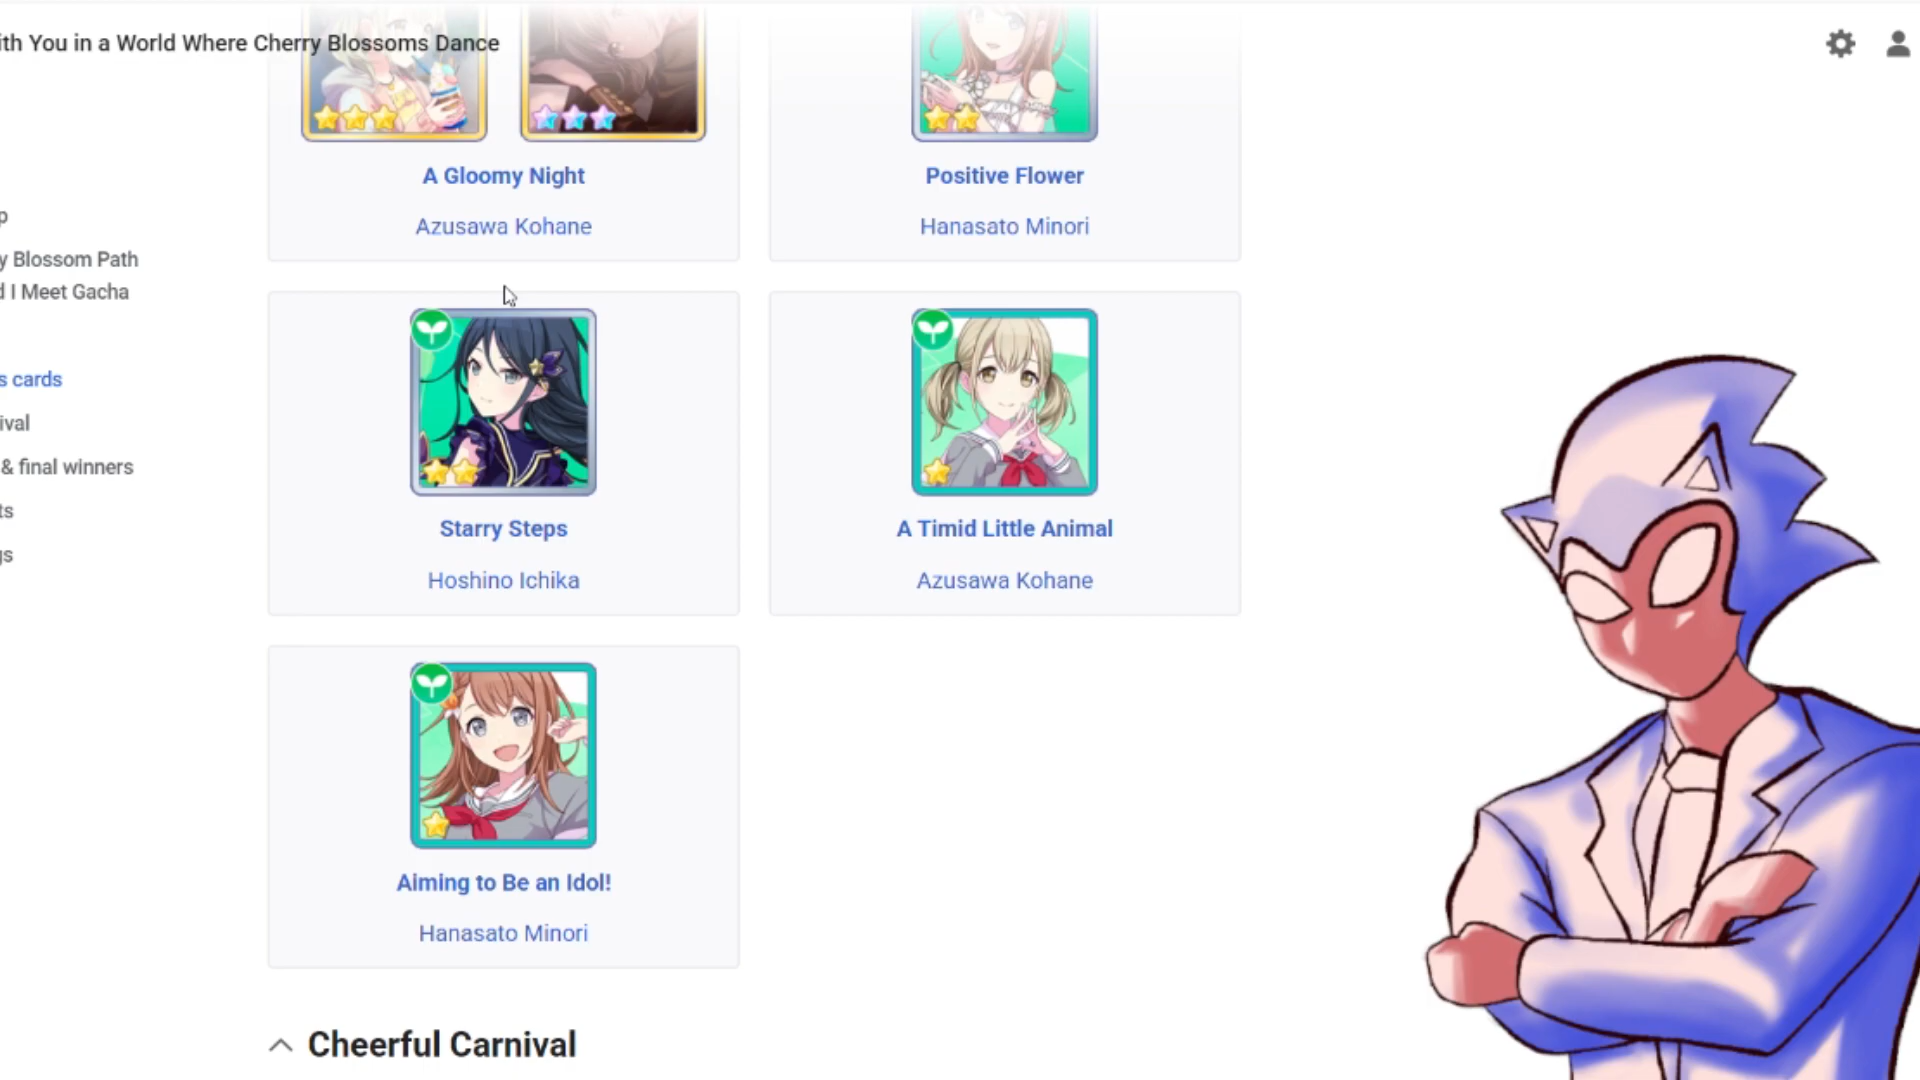 ith You in a World Where Cherry Blossoms Dance
A Gloomy Night
Azusawa Kohane
Positive Flower
Hanasato Minori
p
y Blossom Path
d I Meet Gacha
s cards
ival
& final winners
ts
gs
Starry Steps
Hoshino Ichika
A Timid Little Animal
Azusawa Kohane
Aiming to Be an Idol!
Hanasato Minori
Cheerful Carnival